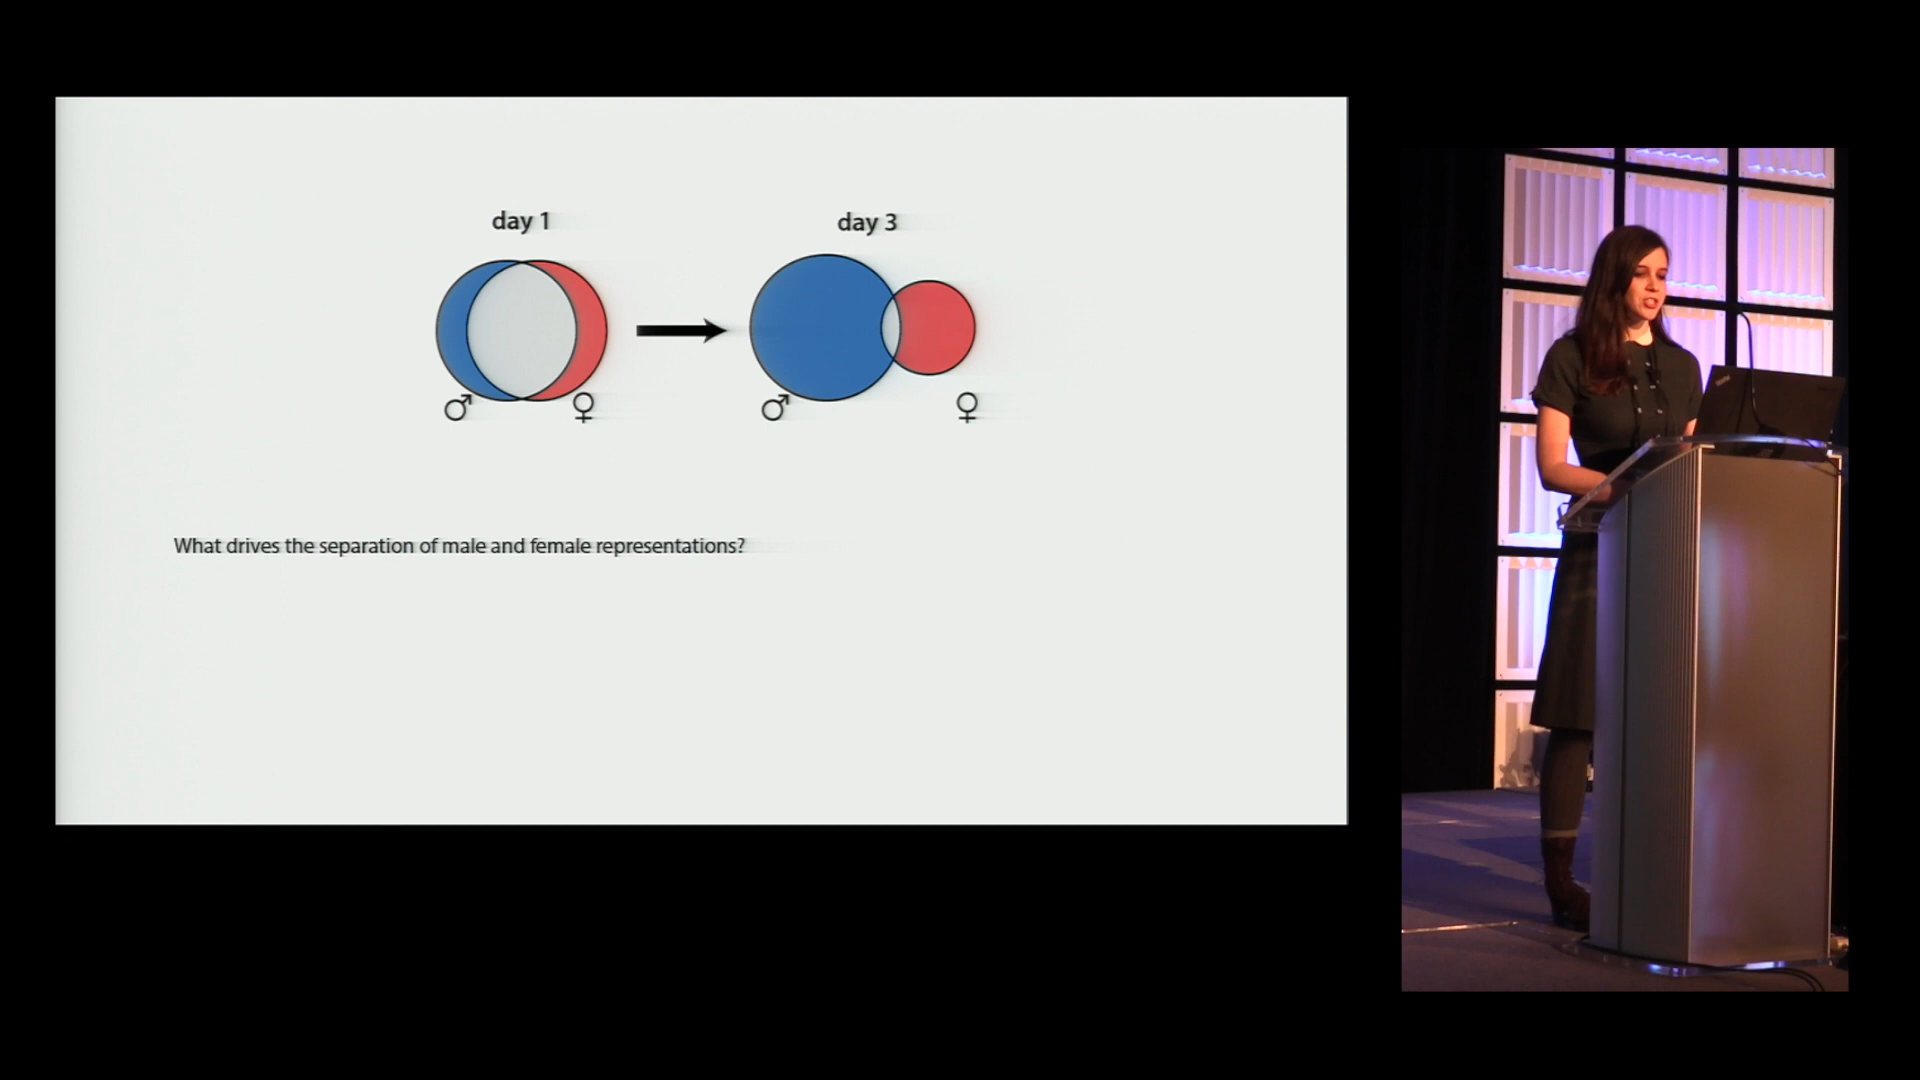 day 1
day 3
♂ ♀
♂ ♀
What drives the separation of male and female representations?